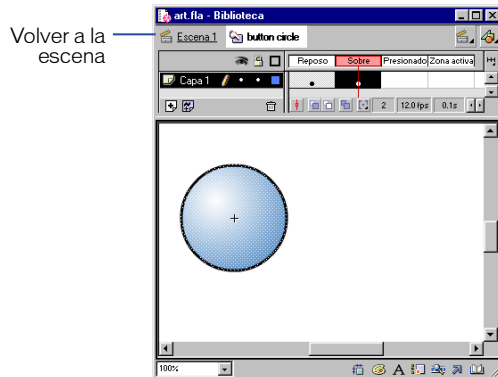 art.fla - Biblioteca
Volver a la
escena
Escena 1 button circle
Reposo Sobre Presionado Zona activa
Capa 1
2 12.0 fps 0.1s
100%